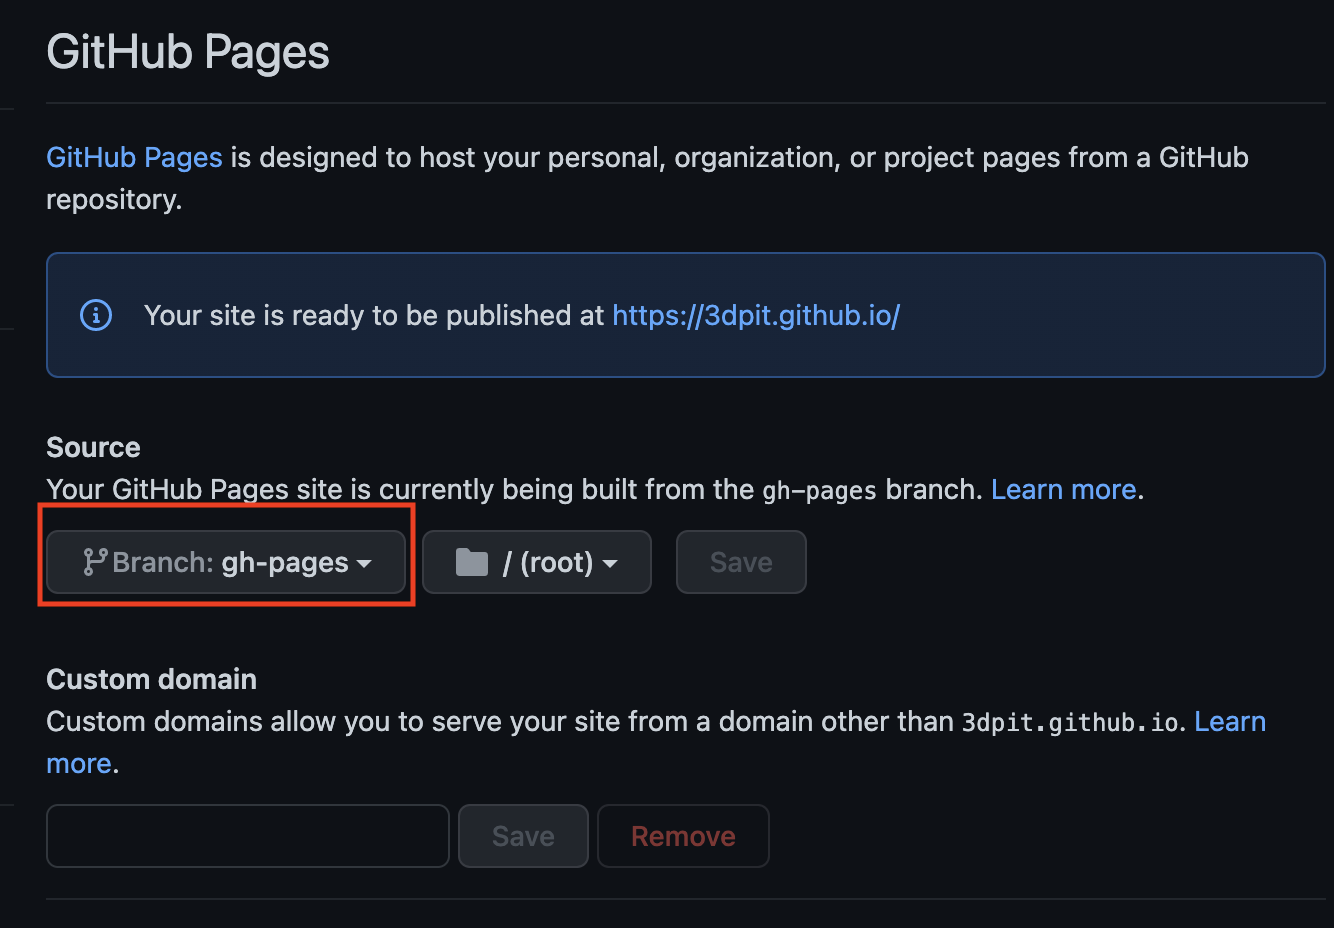 GitHub Pages
GitHub Pages is designed to host your personal, organization, or project pages from a GitHub
repository.
Your site is ready to be published at https://3dpit.github.io/
Source
Your GitHub Pages site is currently being built from the gh-pages branch. Learn more.
Branch: gh-pages / (root) Save
Custom domain
Custom domains allow you to serve your site from a domain other than 3dpit.github.io. Learn
more.
Save Remove